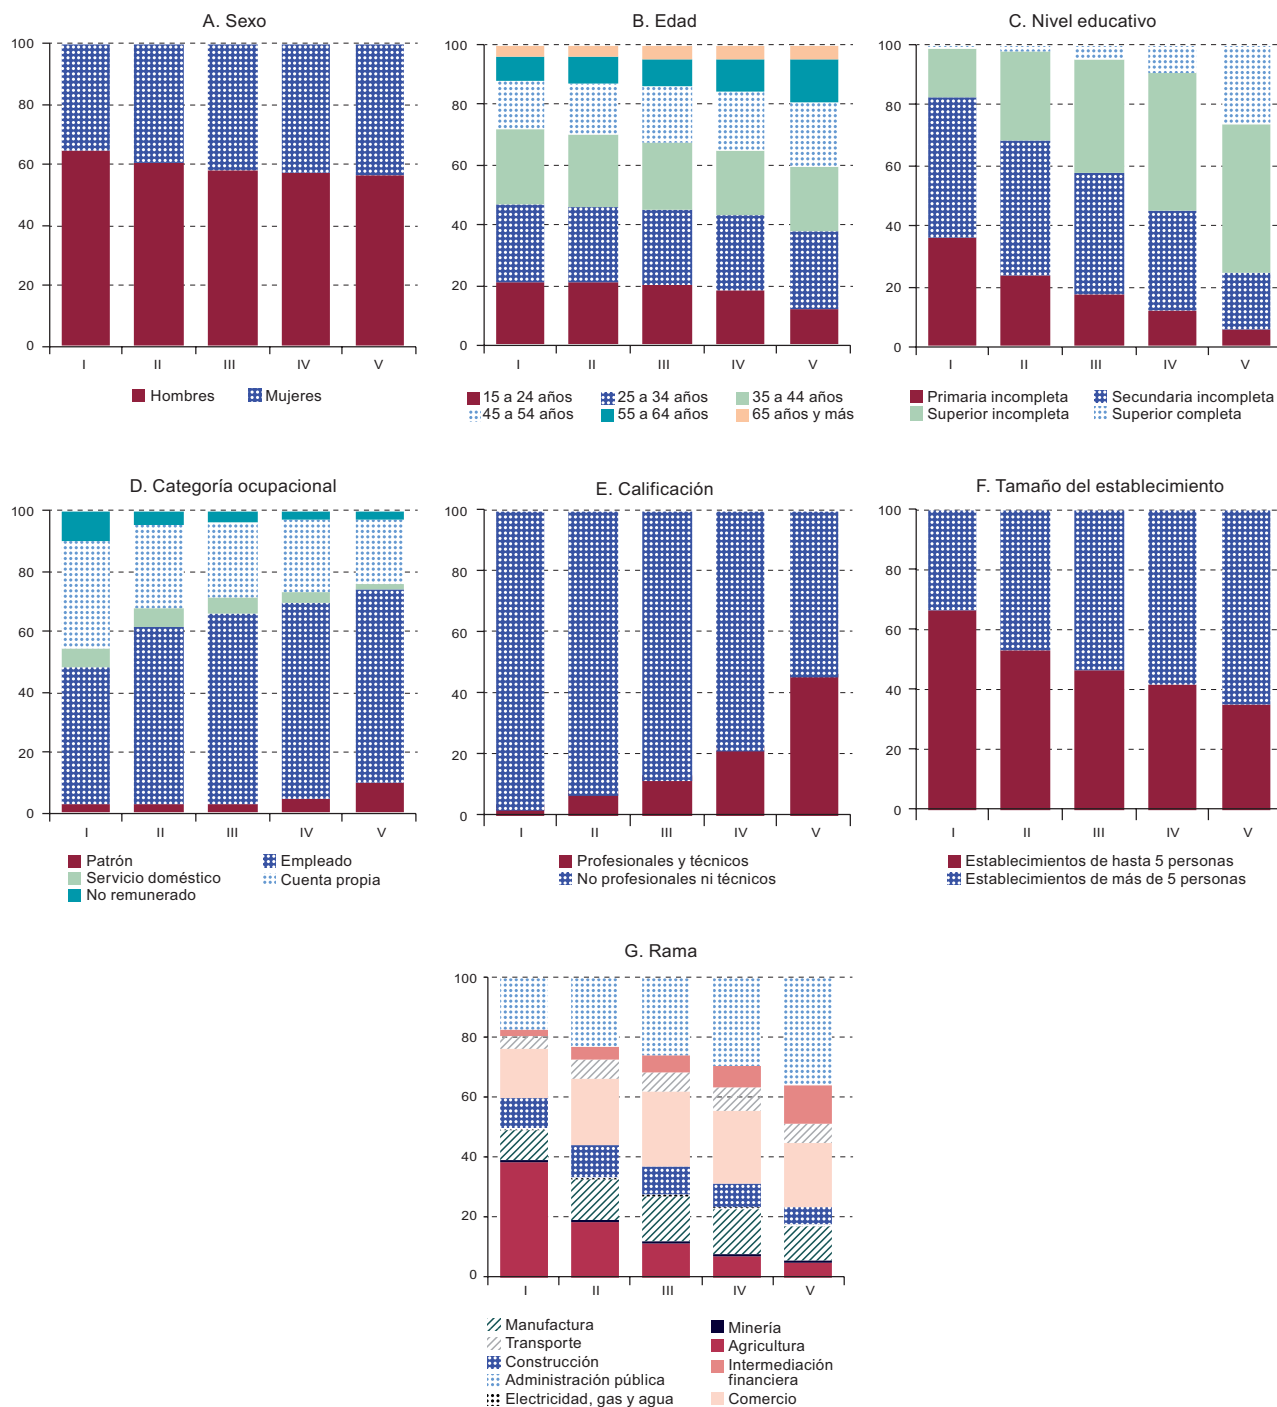 A. Sexo
100
80
60
40
20
0
I II III IV V
Hombres Mujeres
B. Edad
100
80
60
40
20
0
I II III IV V
15 a 24 años 25 a 34 años 35 a 44 años
45 a 54 años 55 a 64 años 65 años y más
C. Nivel educativo
100
80
60
40
20
0
I II III IV V
Primaria incompleta Secundaria incompleta
Superior incompleta Superior completa
D. Categoría ocupacional
100
80
60
40
20
0
I II III IV V
Patrón Empleado
Servicio doméstico Cuenta propia
No remunerado
E. Calificación
100
80
60
40
20
0
I II III IV V
Profesionales y técnicos
No profesionales ni técnicos
F. Tamaño del establecimiento
100
80
60
40
20
0
I II III IV V
Establecimientos de hasta 5 personas
Establecimientos de más de 5 personas
G. Rama
100
80
60
40
20
0
I II III IV V
Manufactura Minería
Transporte Agricultura
Construcción Intermediación
Administración pública financiera
Electricidad, gas y agua Comercio